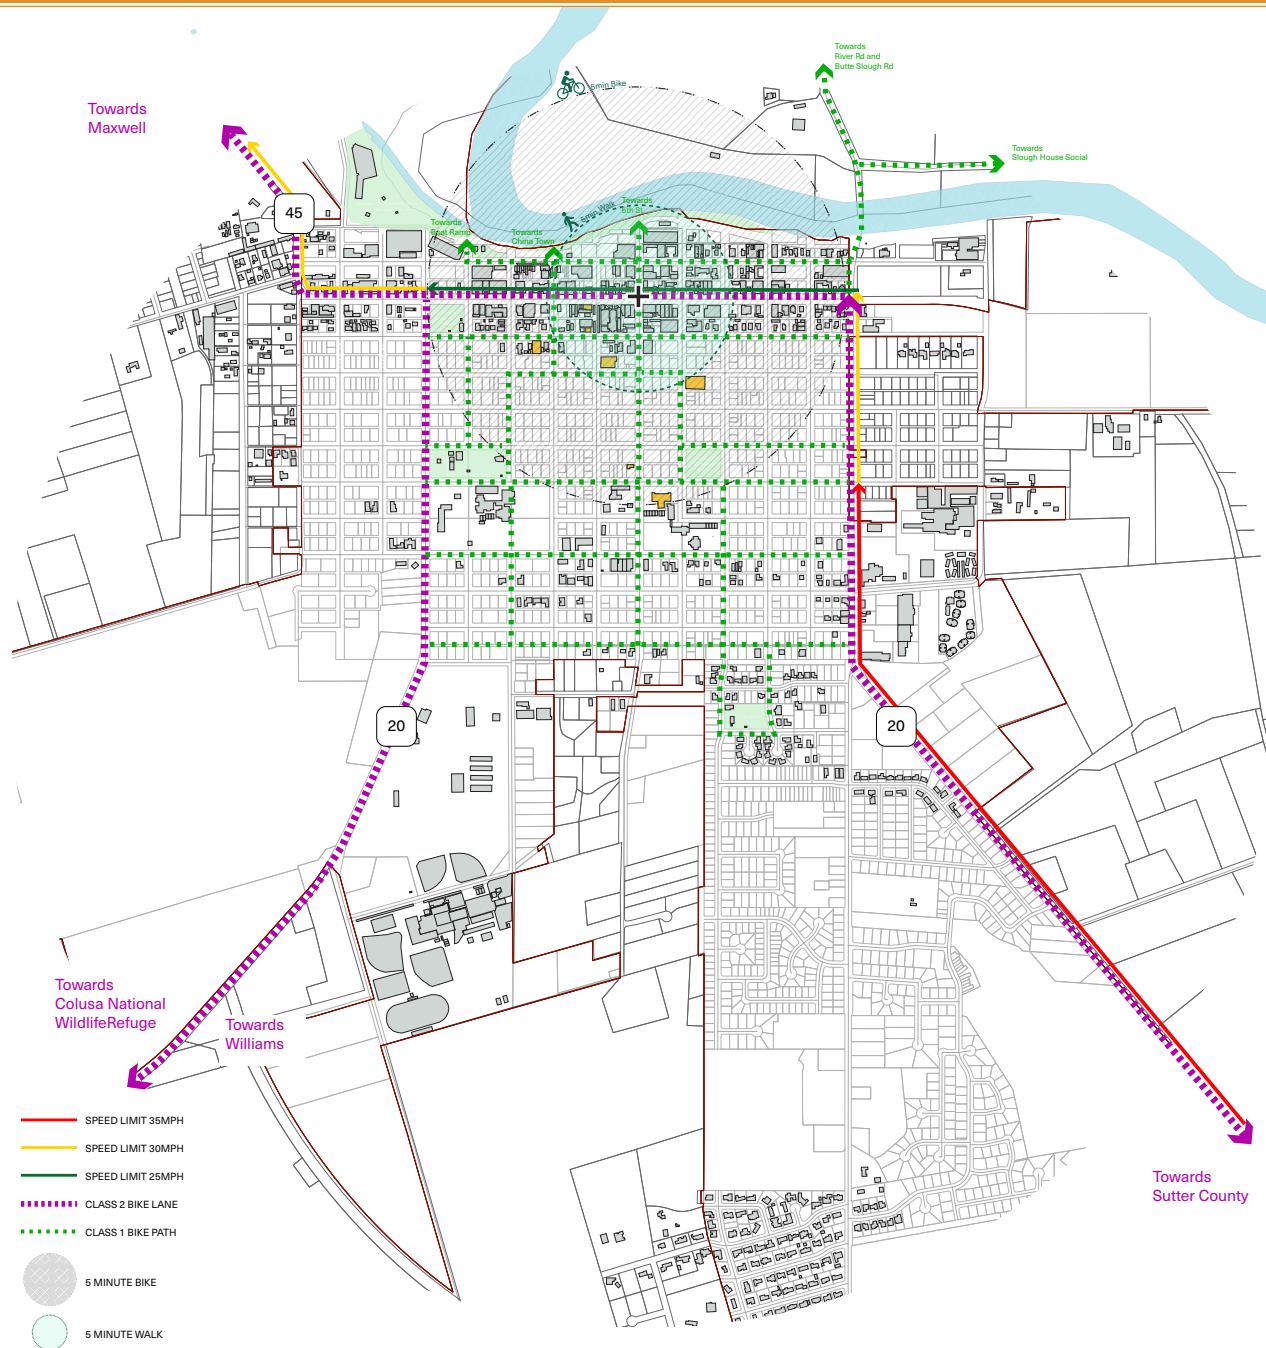 Towards
River Rd and
Butte Slough Rd
5min Bike
Towards
Maxwell
Towards
Slough House Social
45
5min Walk
Towards
5th St
Towards
Boat Ramp
Towards
China Town
20
20
Towards
Colusa National
WildlifeRefuge
Towards
Williams
SPEED LIMIT 35MPH
SPEED LIMIT 30MPH
SPEED LIMIT 25MPH
CLASS 2 BIKE LANE
CLASS 1 BIKE PATH
5 MINUTE BIKE
5 MINUTE WALK
Towards
Sutter County